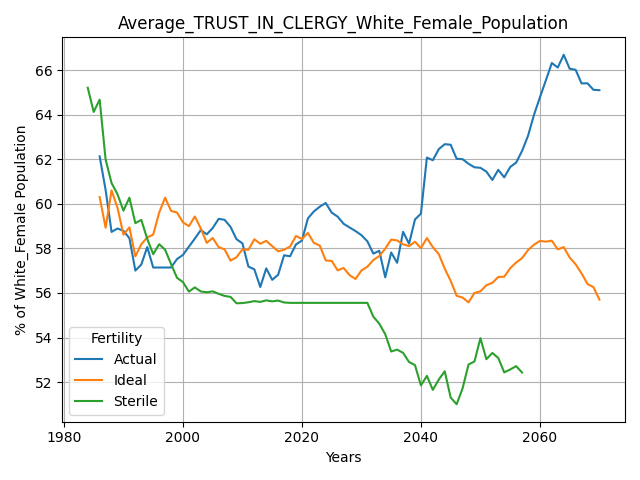 Average_TRUST_IN_CLERGY_White_Female_Population
% of White_Female Population
66
64
62
60
58
56
54
52
Fertility
Actual
Ideal
Sterile
1980
2000
2020
2040
2060
Years